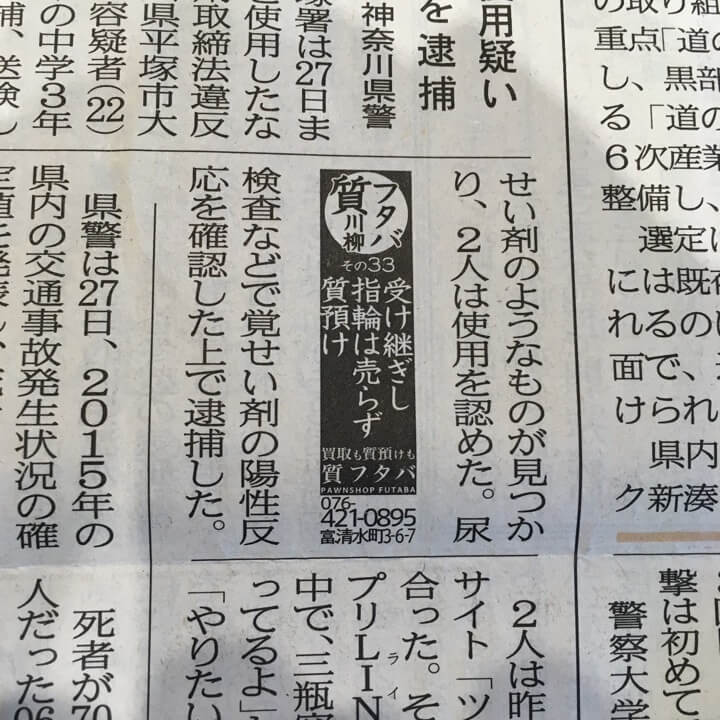 の取り組
重点「道の
し、黒部
る「道の
6次産業
整備し、
選定に
には既存
れるのに
面で、
けられ
県内
ク新湊
撃は初めて
警察大学
用疑い
を逮捕
神奈川県警
署は27日ま
使用したな
取締法違反
県平塚市大
容疑者(22)
の中学3年
せい剤のようなものが見つか
り、2人は使用を認めた。尿
フタバ
質川柳
その33
受け継ぎし
指輪は売らず
質預け
買取も質預けも
質フタバ
PAWNSHOP FUTABA
076-
421-0895
富清水町3-6-7
検査などで覚せい剤の陽性反
応を確認した上で逮捕した。
県警は27日、2015年の
県内の交通事故発生状況の確
2人は昨
サイト「ツ
合った。そ
プリLIN
ライ
中で、三瓶
ってるよ」
「やりたい
死者が70
人だった06